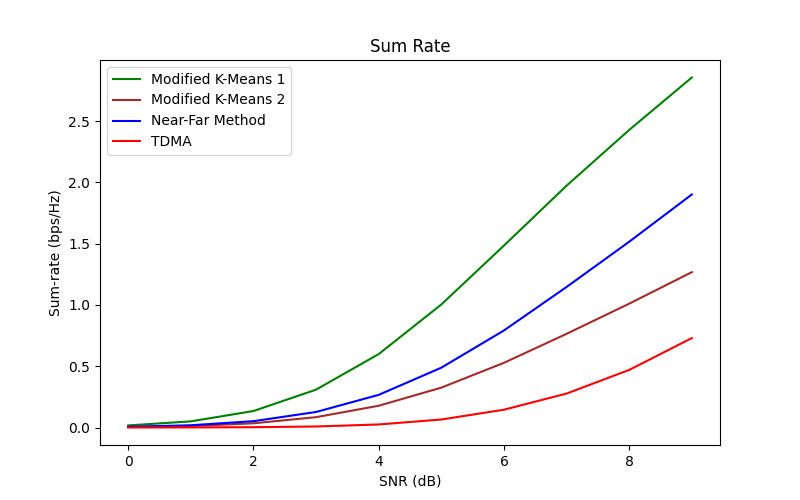 Sum Rate
Modified K-Means 1
Modified K-Means 2
Near-Far Method
TDMA
Sum-rate (bps/Hz)
2.5
2.0
1.5
1.0
0.5
0.0
0 2 4 6 8
SNR (dB)